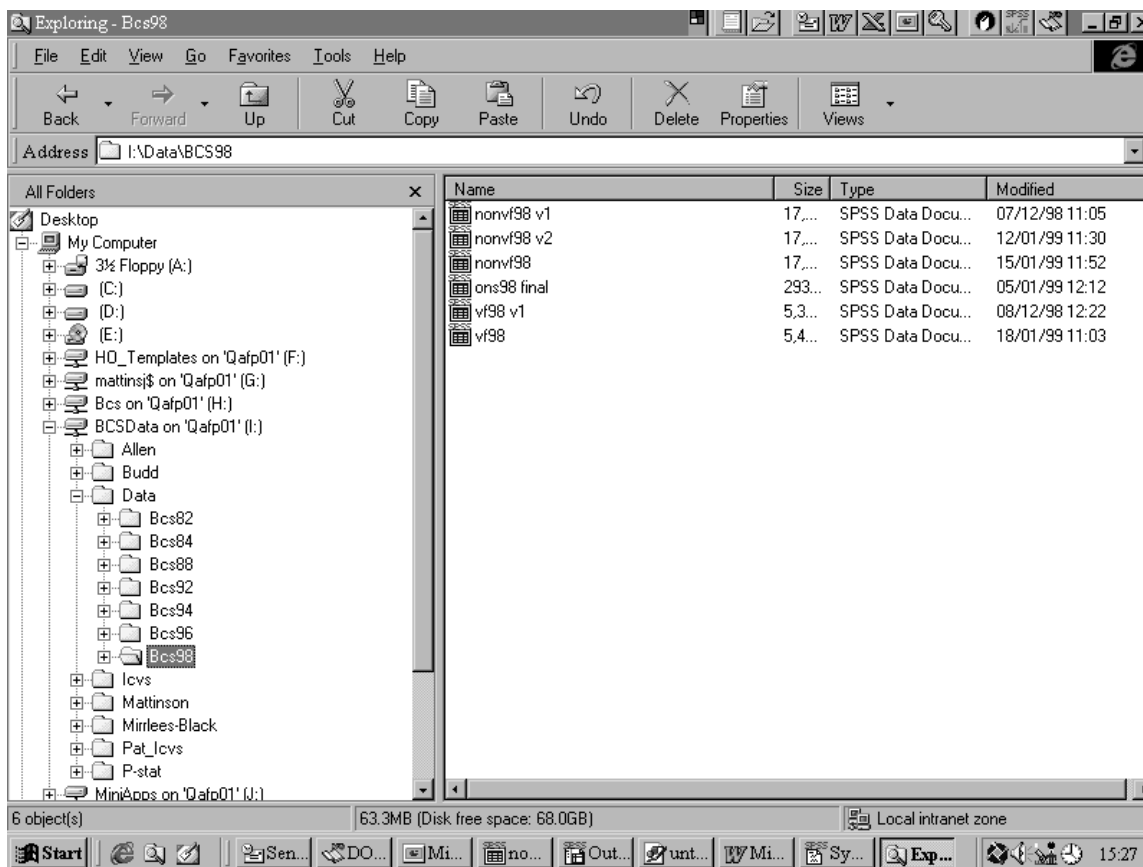 Exploring - Bcs98
File Edit View Go Favorites Tools Help
Back Forward Up Cut Copy Paste Undo Delete Properties Views
Address I:\Data\BCS98
All Folders
Desktop
My Computer
3½ Floppy (A:)
(C:)
(D:)
(E:)
HO_Templates on 'Qafp01' (F:)
mattinsj$ on 'Qafp01' (G:)
Bcs on 'Qafp01' (H:)
BCSData on 'Qafp01' (I:)
Allen
Budd
Data
Bcs82
Bcs84
Bcs88
Bcs92
Bcs94
Bcs96
Bcs98
Icvs
Mattinson
Mirrlees-Black
Pat_Icvs
P-stat
MiniApps on 'Qafp01' (J:)
Name Size Type Modified
nonvf98 v1 17,... SPSS Data Docu... 07/12/98 11:05
nonvf98 v2 17,... SPSS Data Docu... 12/01/99 11:30
nonvf98 17,... SPSS Data Docu... 15/01/99 11:52
ons98 final 293... SPSS Data Docu... 05/01/99 12:12
vf98 v1 5,3... SPSS Data Docu... 08/12/98 12:22
vf98 5,4... SPSS Data Docu... 18/01/99 11:03
6 object(s) 63.3MB (Disk free space: 68.0GB) Local intranet zone
Start Sen... DO... Mi... no... Out... unt... Mi... Sy... Exp... 15:27